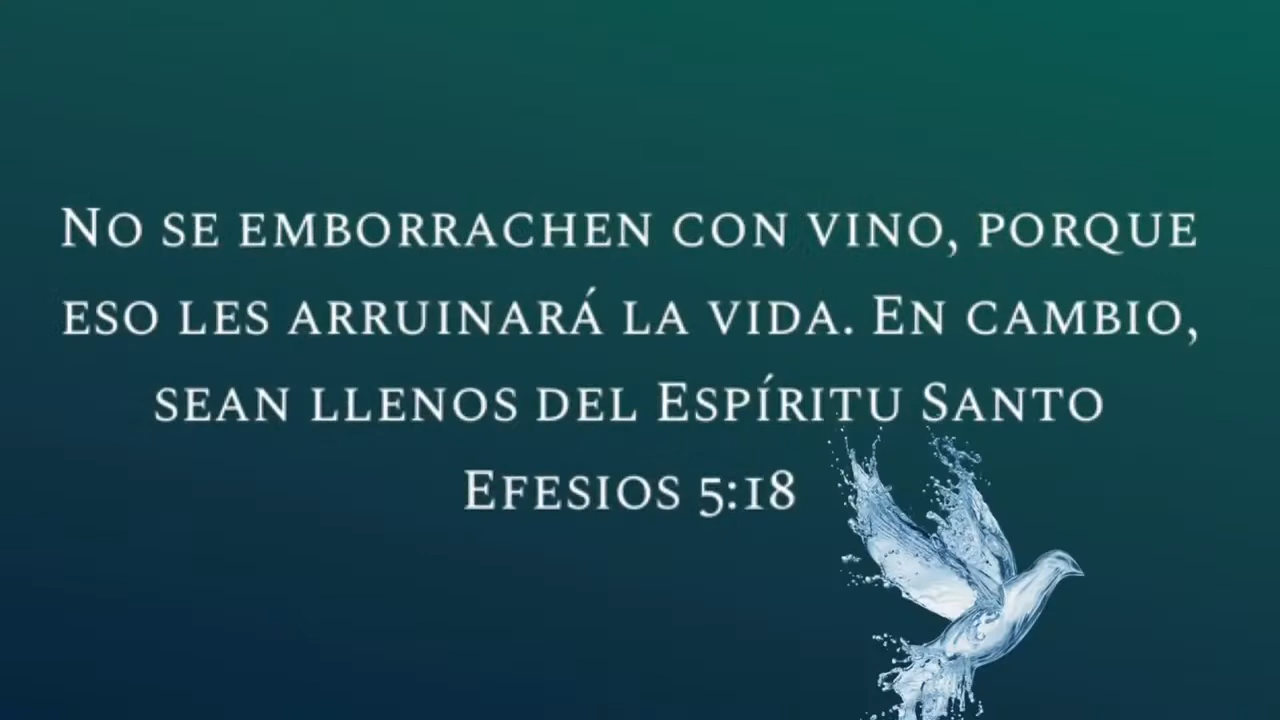 No se emborrachen con vino, porque
eso les arruinará la vida. En cambio,
sean llenos del Espíritu Santo
Efesios 5:18